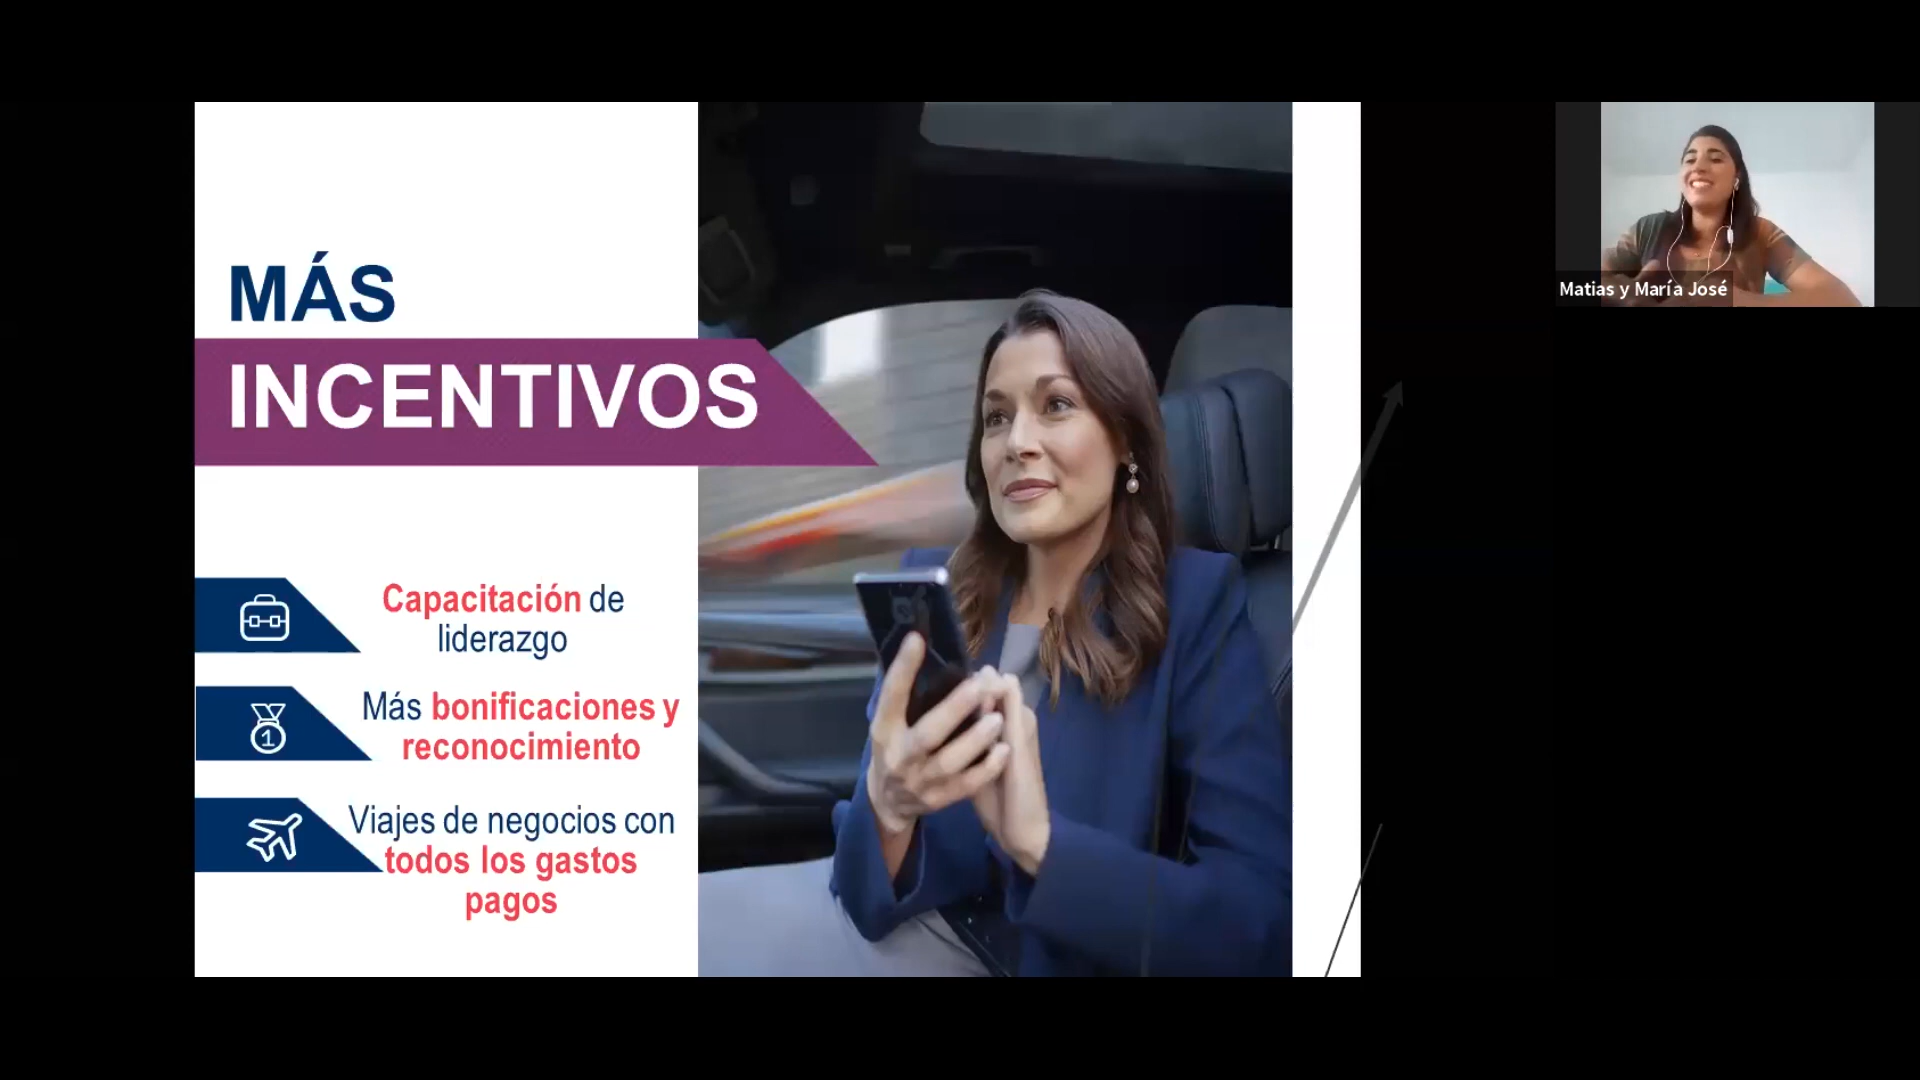 MÁS
INCENTIVOS
Capacitación de
liderazgo
Más bonificaciones y
reconocimiento
1
Viajes de negocios con
todos los gastos
pagos
Matias y María José